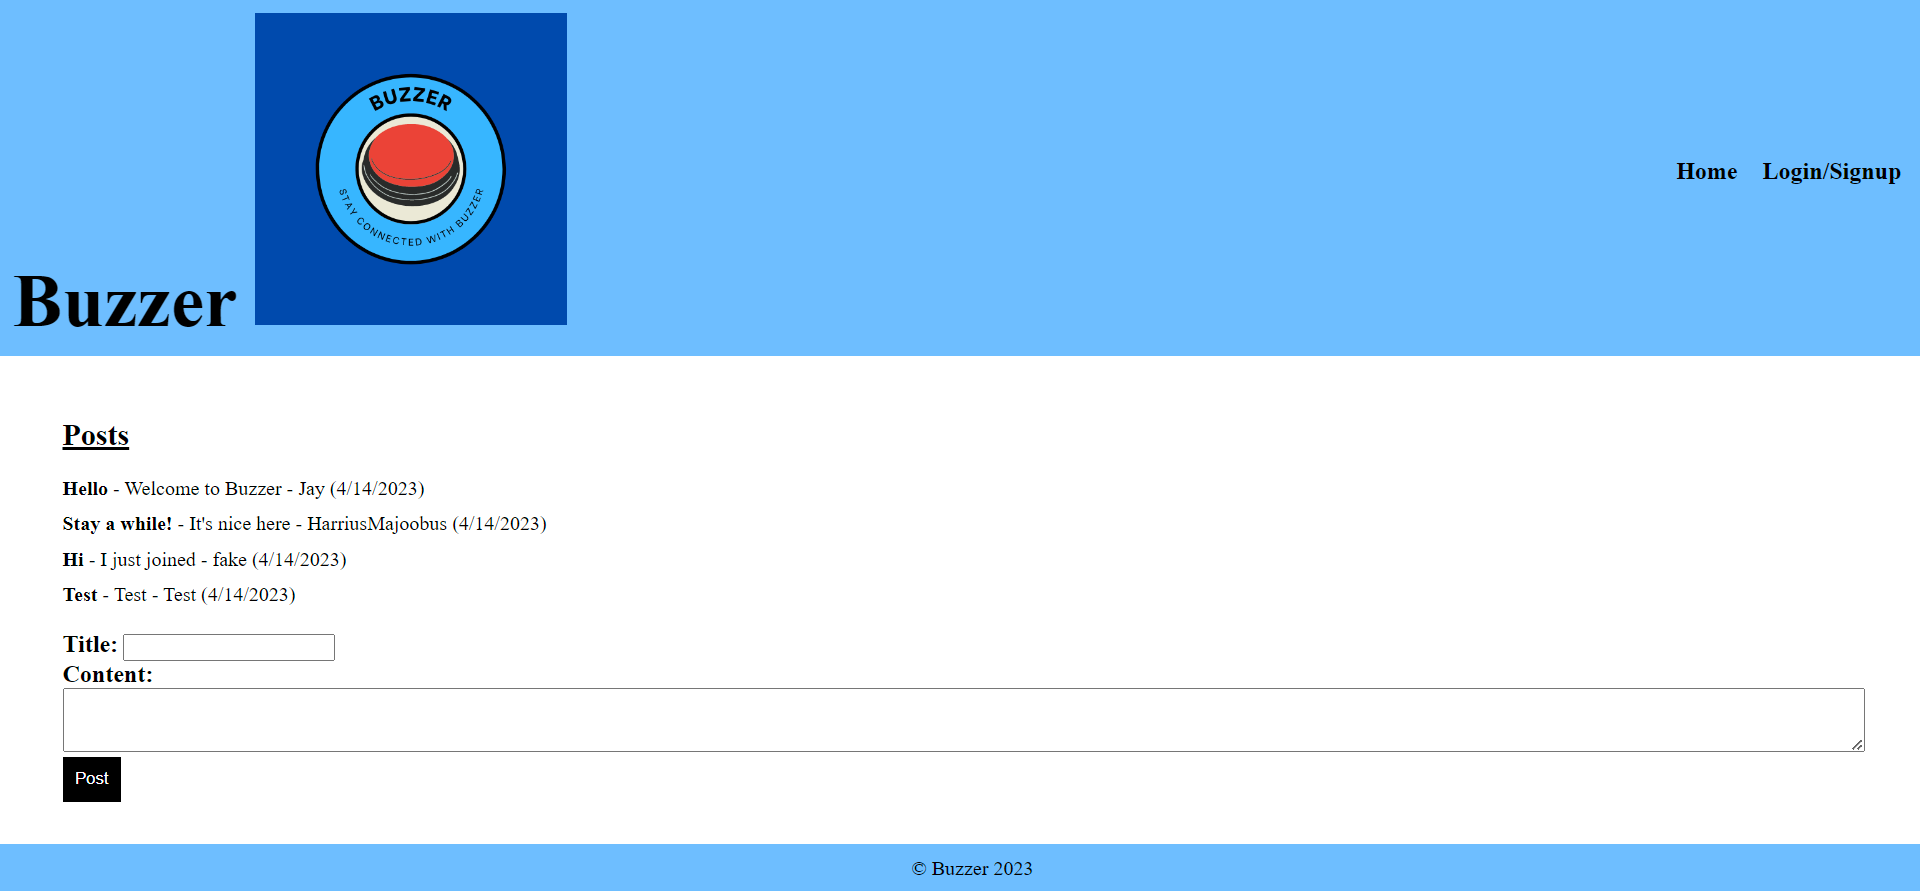 BUZZER
STAY CONNECTED WITH BUZZER
Buzzer
Home Login/Signup
Posts
Hello - Welcome to Buzzer - Jay (4/14/2023)
Stay a while! - It's nice here - HarriusMajoobus (4/14/2023)
Hi - I just joined - fake (4/14/2023)
Test - Test - Test (4/14/2023)
Title:
Content:
Post
© Buzzer 2023